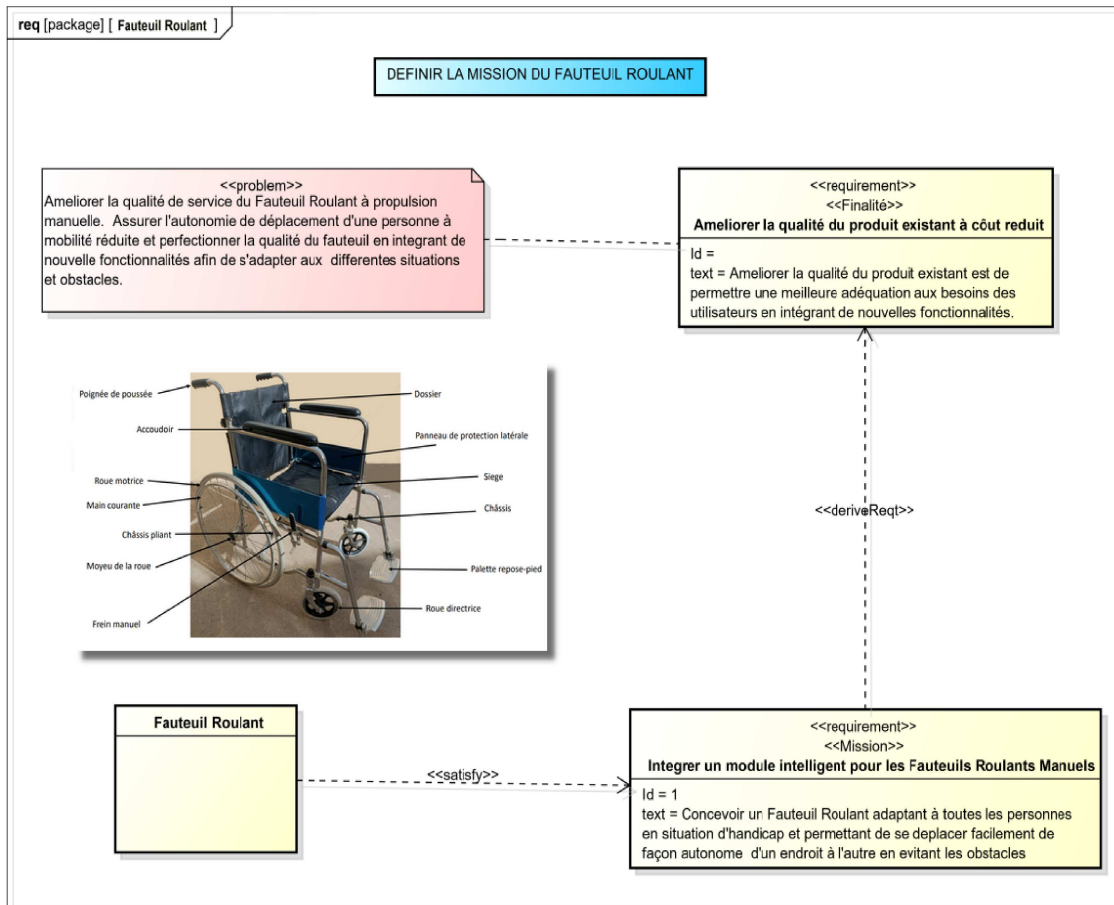 req [package] [ Fauteuil Roulant ]
DEFINIR LA MISSION DU FAUTEUIL ROULANT
<<problem>>
Ameliorer la qualité de service du Fauteuil Roulant à propulsion
manuelle. Assurer l'autonomie de déplacement d'une personne à
mobilité réduite et perfectionner la qualité du fauteuil en integrant de
nouvelle fonctionnalités afin de s'adapter aux differentes situations
et obstacles.
<<requirement>>
<<Finalité>>
Ameliorer la qualité du produit existant à côut reduit
Id =
text = Ameliorer la qualité du produit existant est de
permettre une meilleure adéquation aux besoins des
utilisateurs en intégrant de nouvelles fonctionnalités.
Poignée de poussée
Dossier
Accoudoir
Panneau de protection latérale
Roue motrice
Siege
Main courante
Châssis
Châssis pliant
Moyeu de la roue
Palette repose-pied
Roue directrice
Frein manuel
<<deriveReqt>>
Fauteuil Roulant
<<satisfy>>
<<requirement>>
<<Mission>>
Integrer un module intelligent pour les Fauteuils Roulants Manuels
Id = 1
text = Concevoir un Fauteuil Roulant adaptant à toutes les personnes
en situation d'handicap et permettant de se deplacer facilement de
façon autonome d'un endroit à l'autre en evitant les obstacles